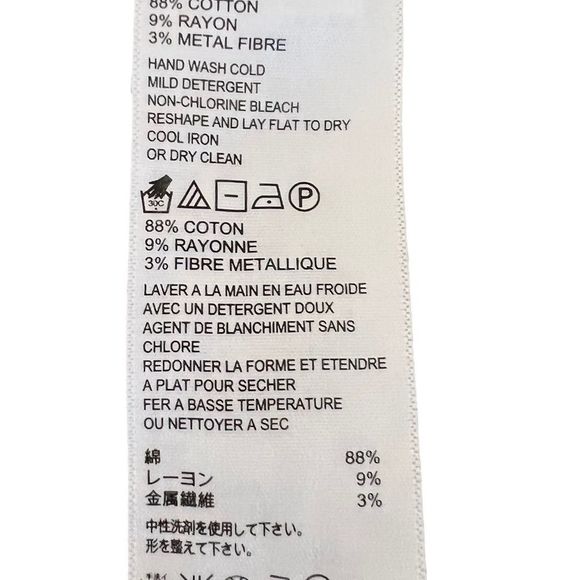 88% COTTON
9% RAYON
3% METAL FIBRE
HAND WASH COLD
MILD DETERGENT
NON-CHLORINE BLEACH
RESHAPE AND LAY FLAT TO DRY
COOL IRON
OR DRY CLEAN
30C P
88% COTON
9% RAYONNE
3% FIBRE METALLIQUE
LAVER A LA MAIN EN EAU FROIDE
AVEC UN DETERGENT DOUX
AGENT DE BLANCHIMENT SANS
CHLORE
REDONNER LA FORME ET ETENDRE
A PLAT POUR SECHER
FER A BASSE TEMPERATURE
OU NETTOYER A SEC
綿 88%
レーヨン 9%
金属繊維 3%
中性洗剤を使用して下さい。
形を整えて下さい。